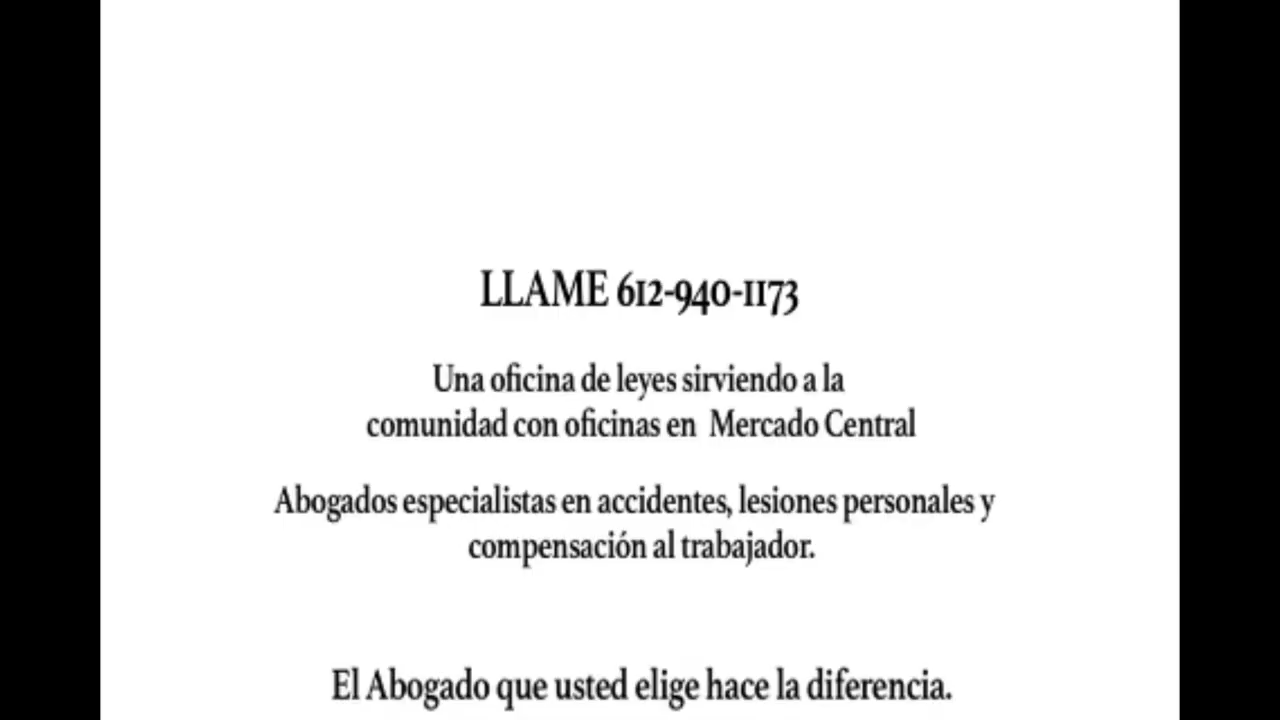 LLAME 612-940-1173
Una oficina de leyes sirviendo a la
comunidad con oficinas en Mercado Central
Abogados especialistas en accidentes, lesiones personales y
compensación al trabajador.
El Abogado que usted elige hace la diferencia.